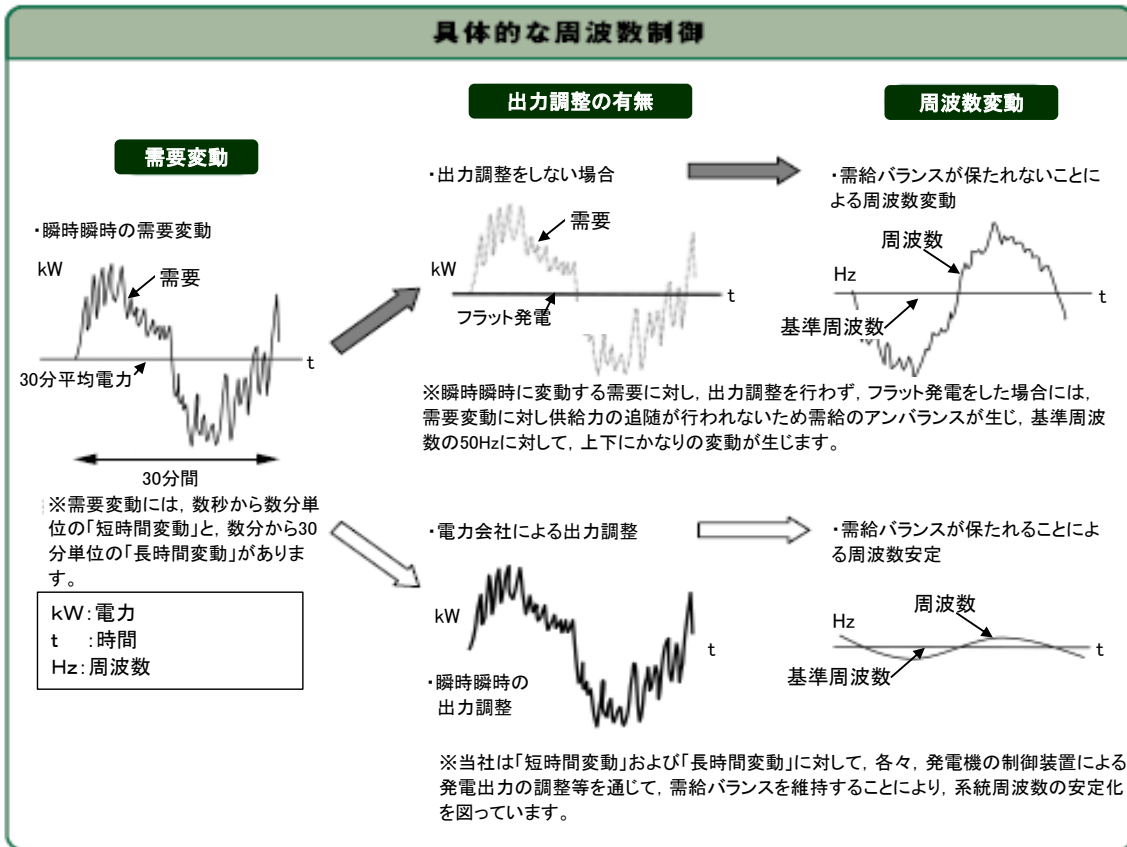 具体的な周波数制御
需要変動
・瞬時瞬時の需要変動
kW
需要
t
30分平均電力
30分間
※需要変動には，数秒から数分単
位の「短時間変動」と，数分から30
分単位の「長時間変動」がありま
す。
kW：電力
t　：時間
Hz：周波数
出力調整の有無
・出力調整をしない場合
需要
kW
t
フラット発電
周波数変動
・需給バランスが保たれないことに
よる周波数変動
周波数
Hz
t
基準周波数
※瞬時瞬時に変動する需要に対し，出力調整を行わず，フラット発電をした場合には，
需要変動に対し供給力の追随が行われないため需給のアンバランスが生じ，基準周波
数の50Hzに対して，上下にかなりの変動が生じます。
・電力会社による出力調整
kW
t
・瞬時瞬時の
出力調整
・需給バランスが保たれることによ
る周波数安定
周波数
Hz
t
基準周波数
※当社は「短時間変動」および「長時間変動」に対して，各々，発電機の制御装置による
発電出力の調整等を通じて，需給バランスを維持することにより，系統周波数の安定化
を図っています。